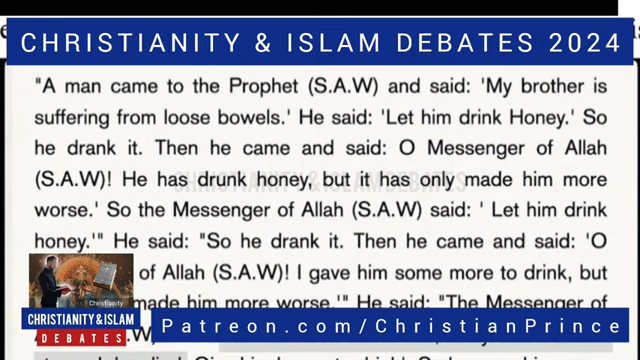 CHRISTIANITY & ISLAM DEBATES 2024
"A man came to the Prophet (S.A.W) and said: 'My brother is
suffering from loose bowels.' He said: 'Let him drink Honey.' So
he drank it. Then he came and said: O Messenger of Allah
(S.A.W)! He has drunk honey, but it has only made him more
CHRISTIANITY & ISLAM DEBATES
worse.' So the Messenger of Allah (S.A.W) said: ' Let him drink
honey.'" He said: "So he drank it. Then he came and said: 'O
of Allah (S.A.W)! I gave him some more to drink, but
made him more worse.'" He said: "The Messenger of
Christianity
CHRISTIANITY & ISLAM
DEBATES
Patreon.com/ChristianPrince